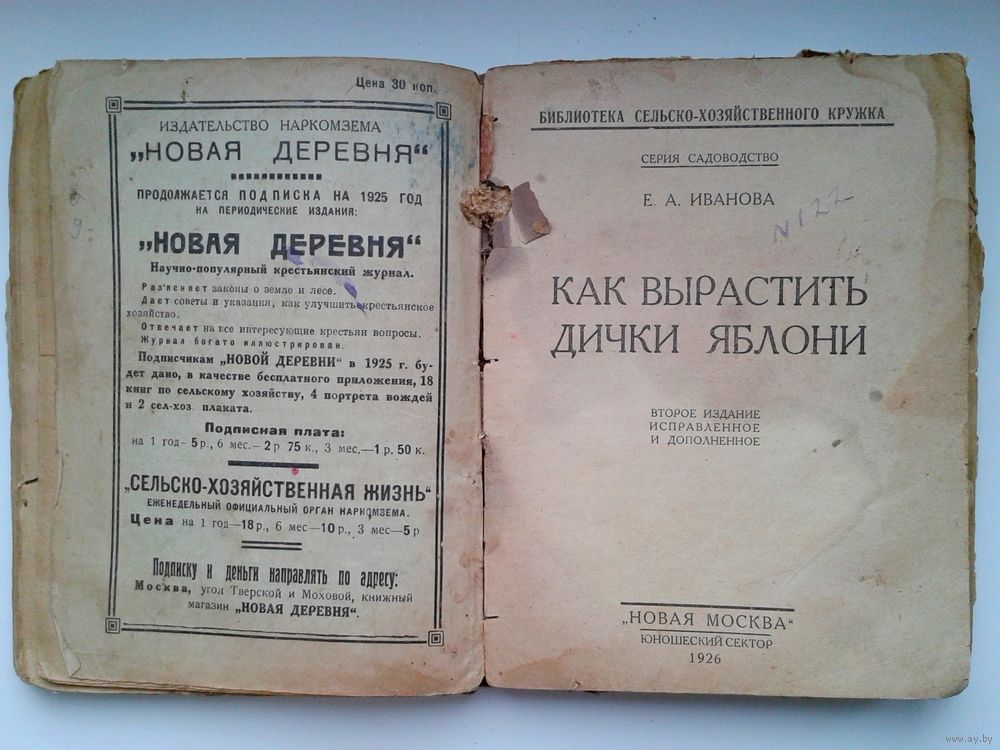 Цена 30 коп.
ИЗДАТЕЛЬСТВО НАРКОМЗЕМА
„НОВАЯ ДЕРЕВНЯ“
ПРОДОЛЖАЕТСЯ ПОДПИСКА НА 1925 ГОД
НА ПЕРИОДИЧЕСКИЕ ИЗДАНИЯ:
„НОВАЯ ДЕРЕВНЯ“
Научно-популярный крестьянский журнал.
Раз'ясняет законы о земле и лесе.
Дает советы и указания, как улучшить крестьянское
хозяйство.
Отвечает на все интересующие крестьян вопросы.
Журнал богато иллюстрирован.
Подписчикам „НОВОЙ ДЕРЕВНИ“ в 1925 г. бу-
дет дано, в качестве бесплатного приложения, 18
книг по сельскому хозяйству, 4 портрета вождей
и 2 сел-хоз. плаката.
Подписная плата:
на 1 год- 5 р., 6 мес.— 2 р 75 к., 3 мес.—1 р. 50 к.
„СЕЛЬСКО-ХОЗЯЙСТВЕННАЯ ЖИЗНЬ“
ЕЖЕНЕДЕЛЬНЫЙ ОФИЦИАЛЬНЫЙ ОРГАН НАРКОМЗЕМА.
Цена на 1 год—18 р., 6 мес—10 р., 3 мес—5 р
Подписку и деньги направлять по адресу:
Москва, угол Тверской и Моховой, книжный
магазин „НОВАЯ ДЕРЕВНЯ“.
БИБЛИОТЕКА СЕЛЬСКО-ХОЗЯЙСТВЕННОГО КРУЖКА
СЕРИЯ САДОВОДСТВО
Е. А. ИВАНОВА
N 122
КАК ВЫРАСТИТЬ
ДИЧКИ ЯБЛОНИ
ВТОРОЕ ИЗДАНИЕ
ИСПРАВЛЕННОЕ
И ДОПОЛНЕННОЕ
„НОВАЯ МОСКВА“
ЮНОШЕСКИЙ СЕКТОР
1926
www.ay.by